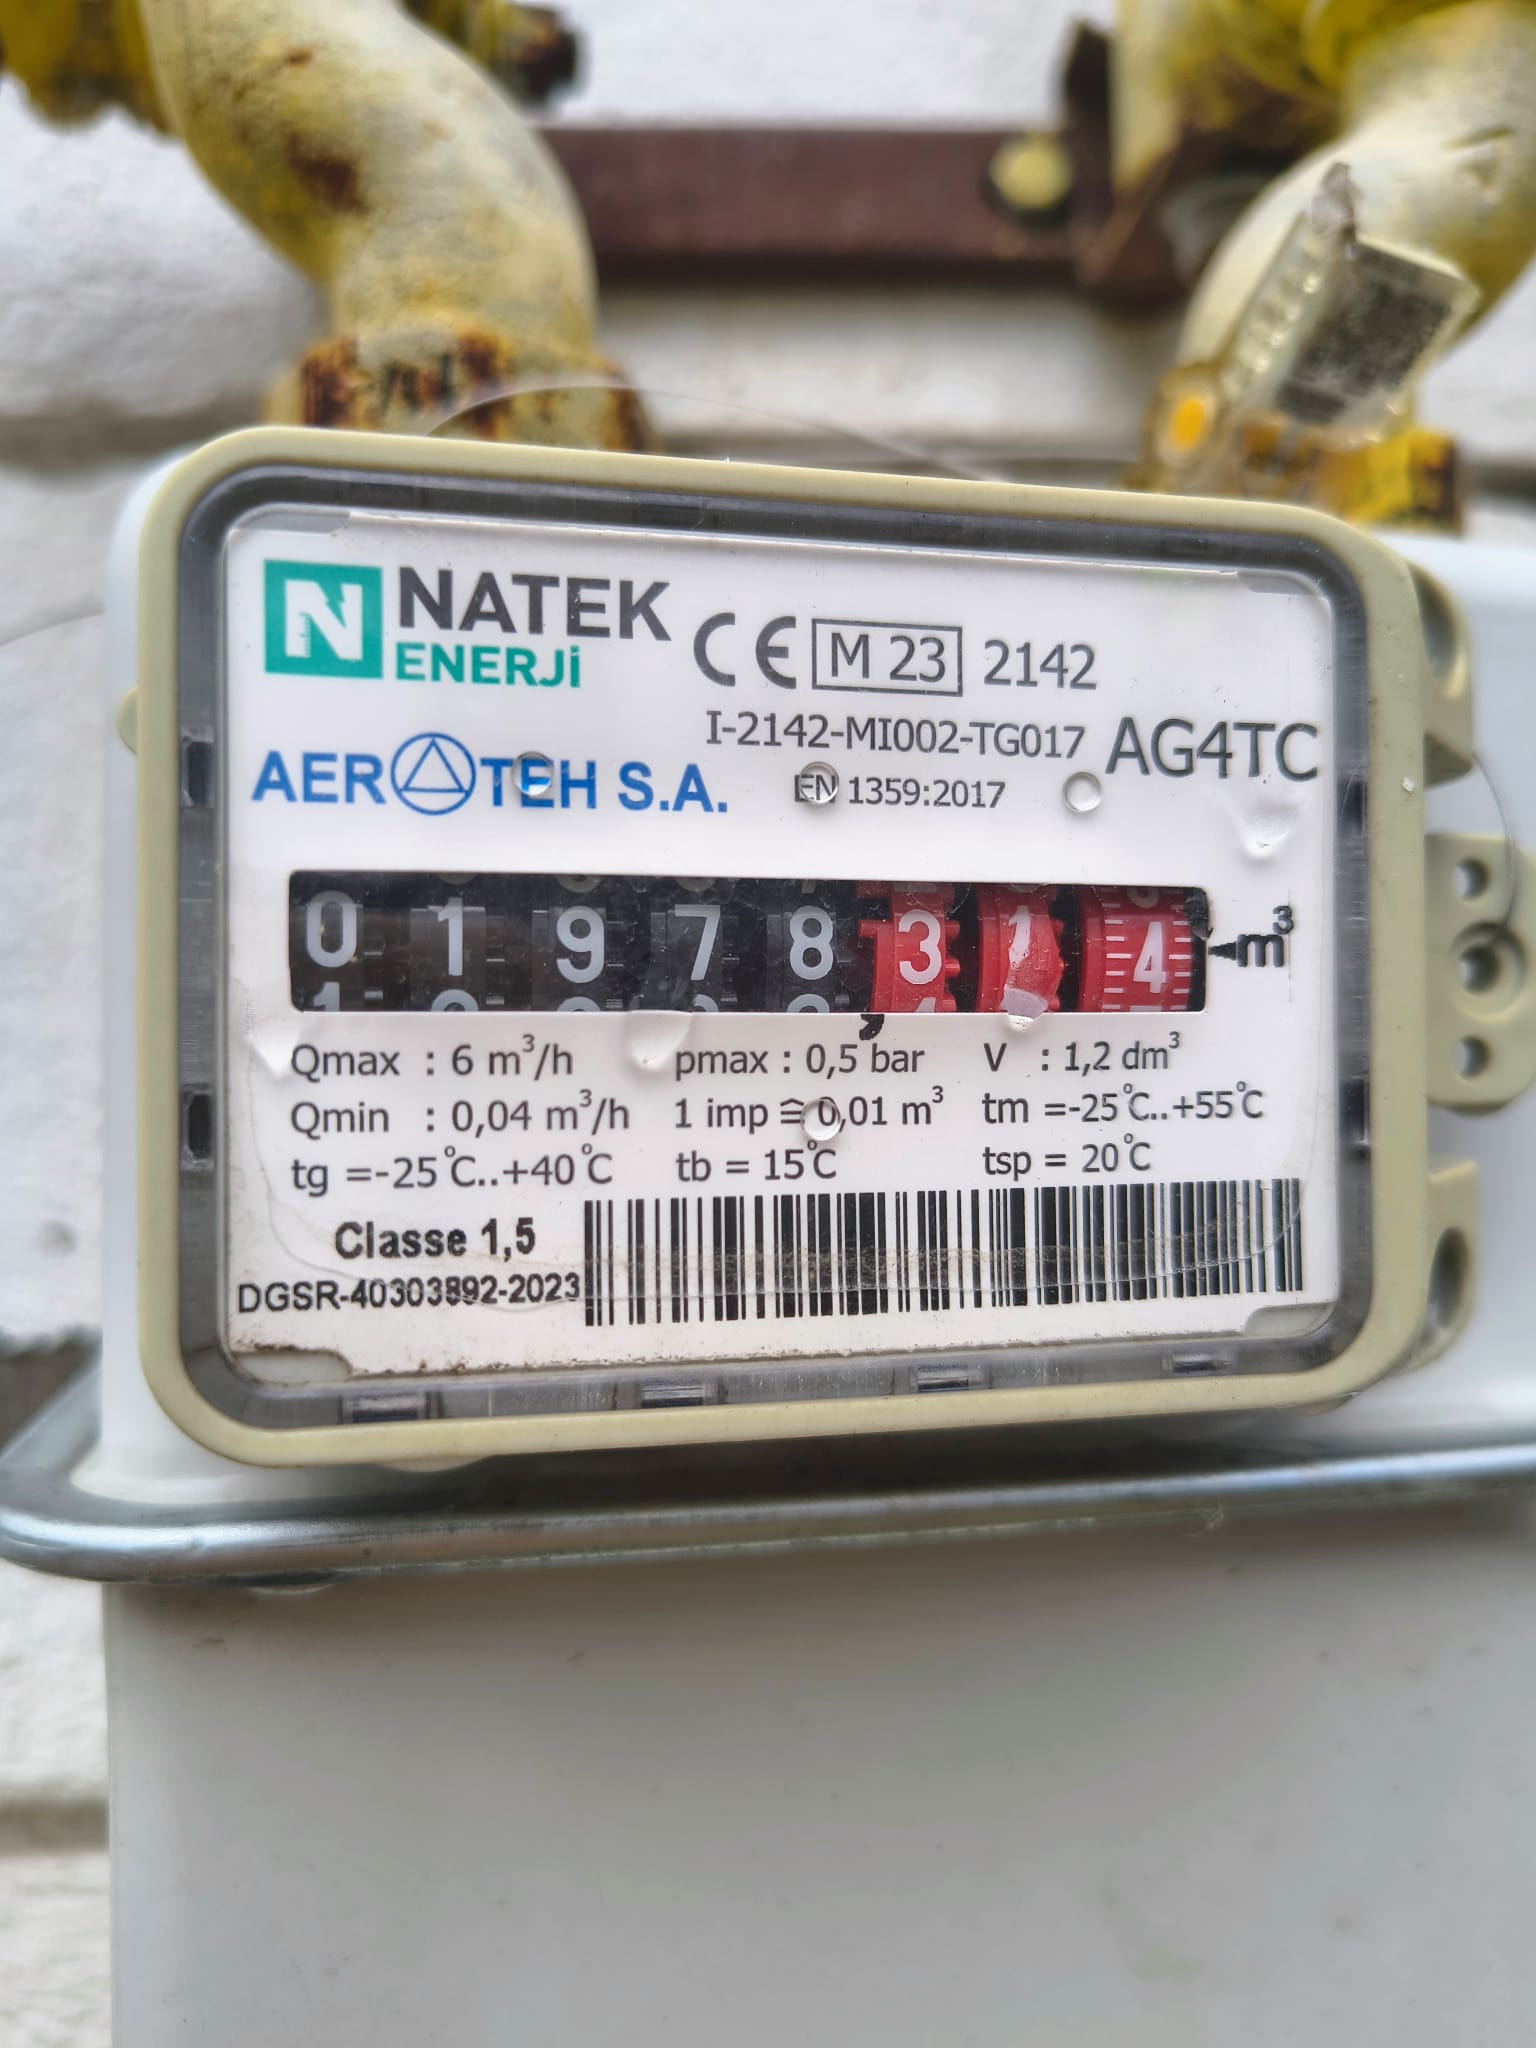 N NATEK
ENERJİ
CE M 23 2142
I-2142-MI002-TG017 AG4TC
AEROTEH S.A. EN 1359:2017
0 1 9 7 8 , 3 1 4 m³
Qmax : 6 m³/h pmax : 0,5 bar V : 1,2 dm³
Qmin : 0,04 m³/h 1 imp ≙ 0,01 m³ tm =-25°C..+55°C
tg =-25°C..+40°C tb = 15°C tsp = 20°C
Classe 1,5
DGSR-40303892-2023